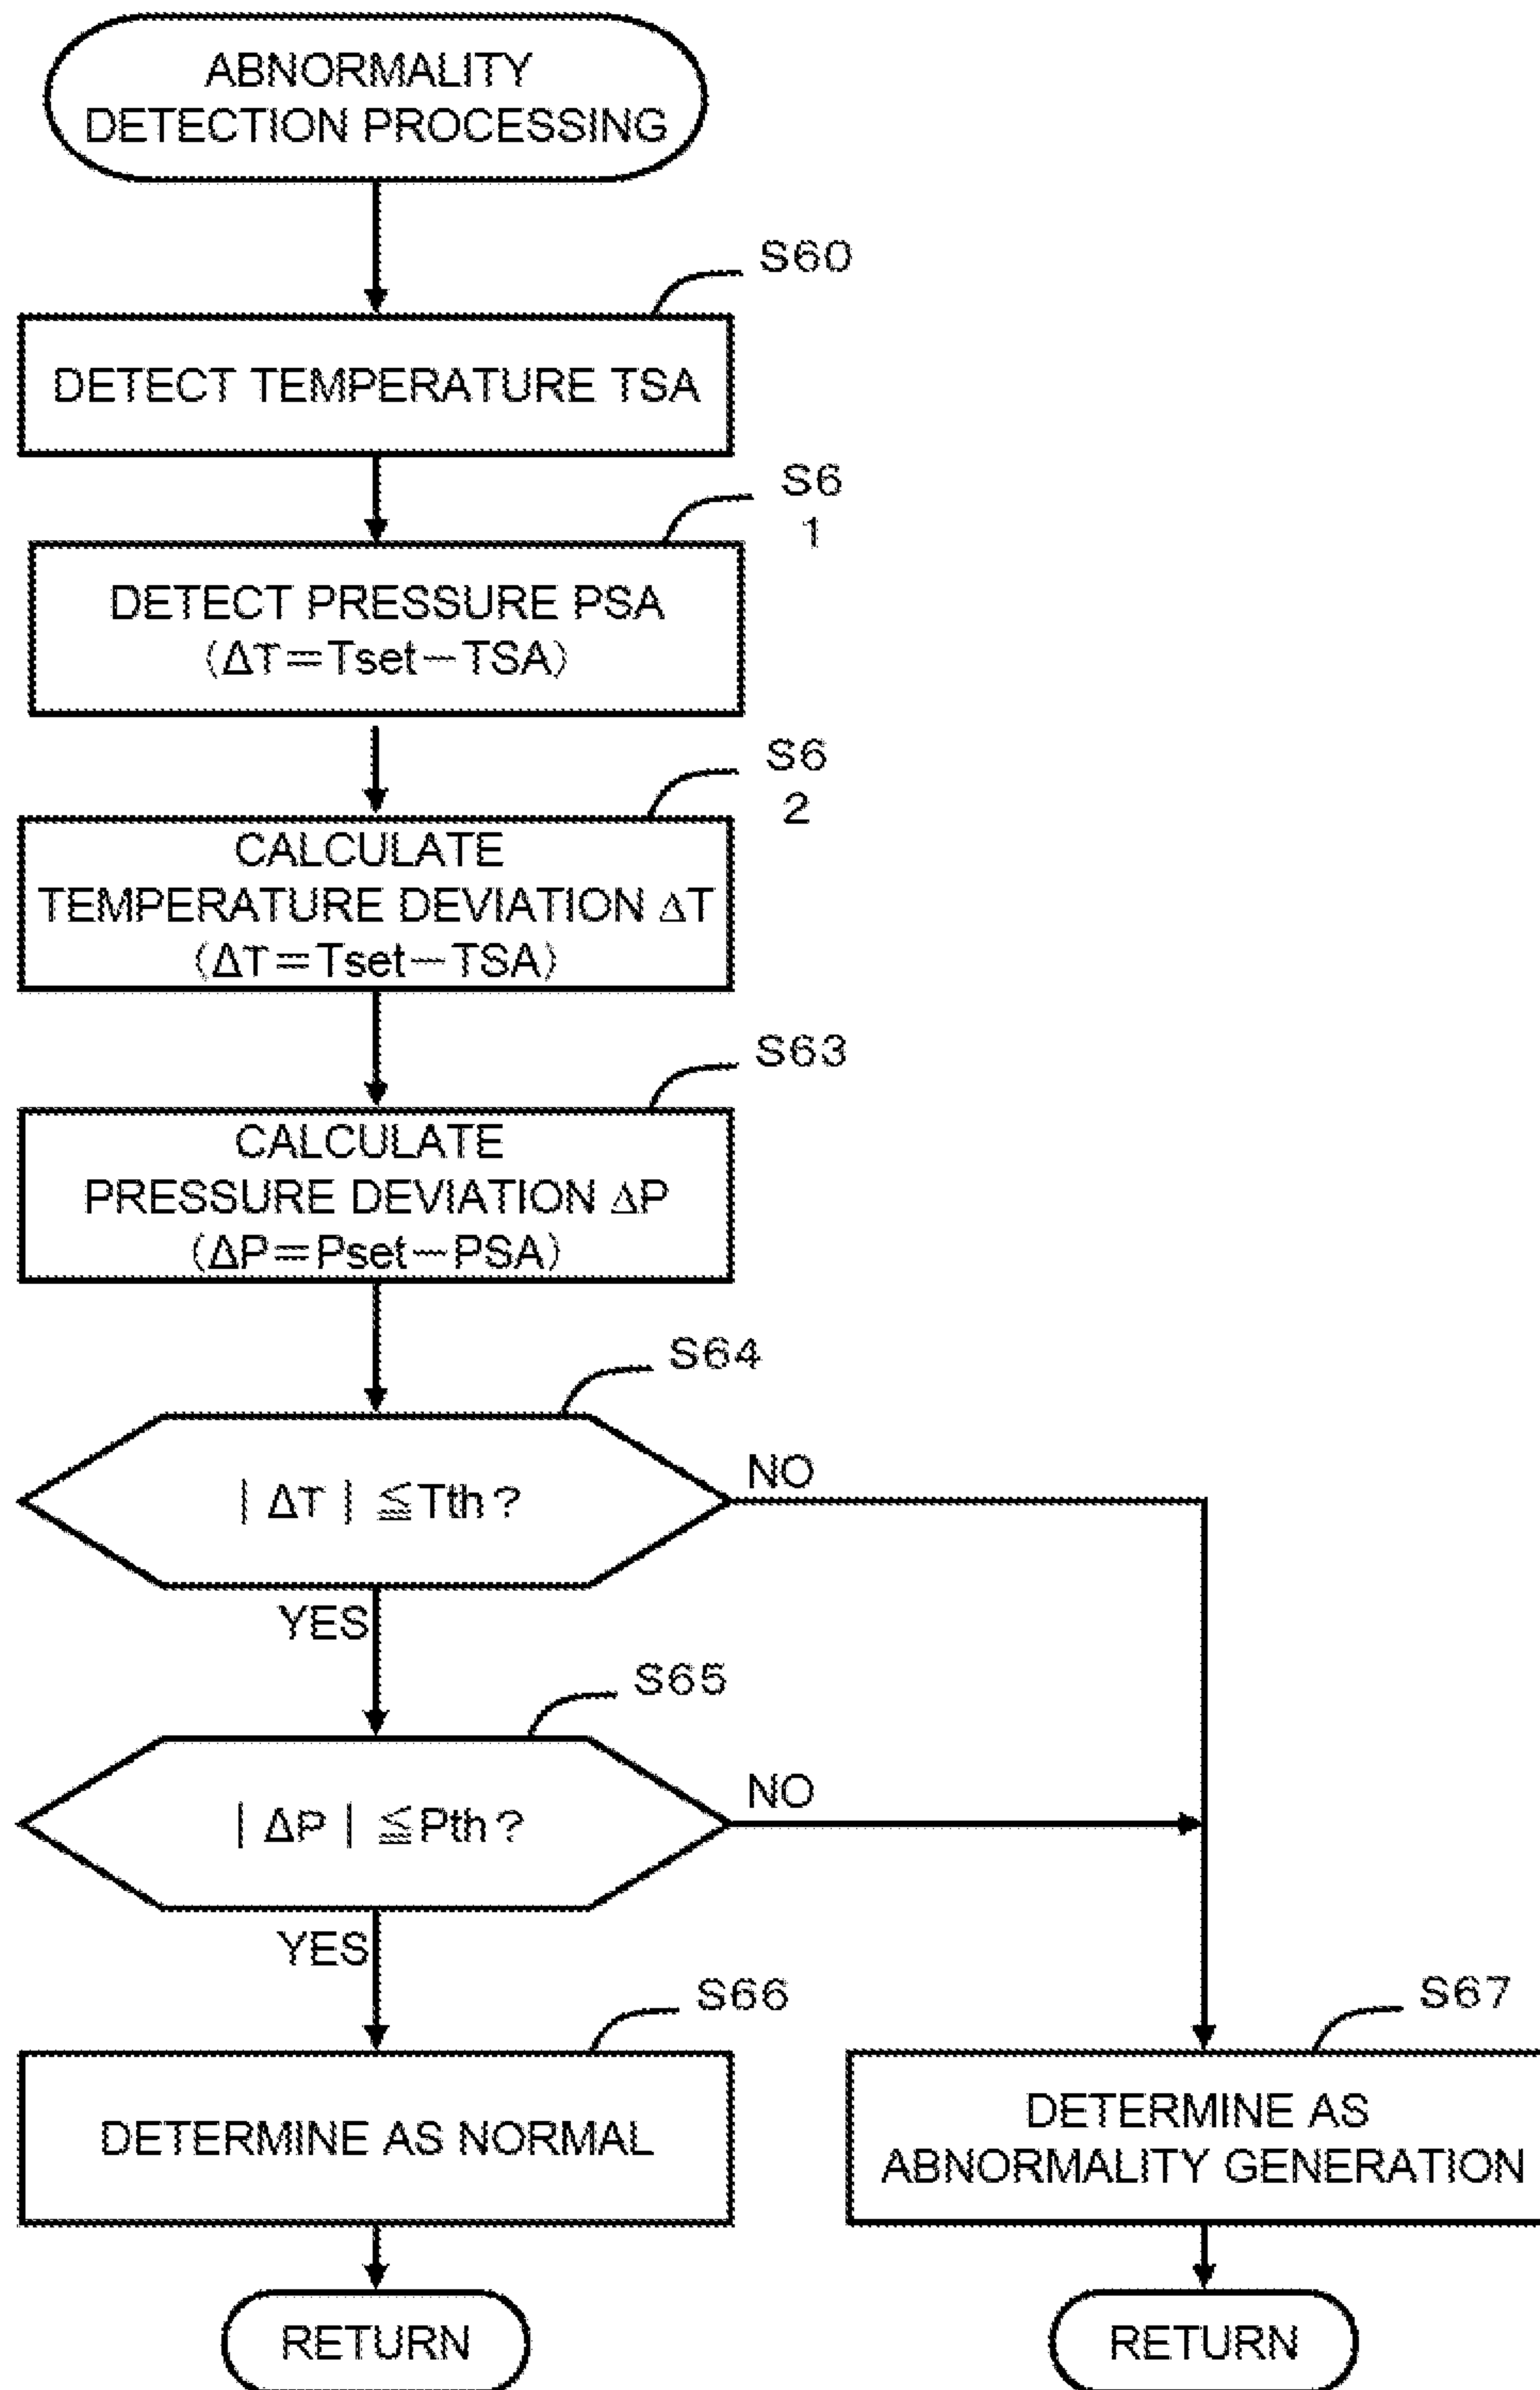 ABNORMALITY
DETECTION PROCESSING
S60
DETECT TEMPERATURE TSA
S6
1
DETECT PRESSURE PSA
(ΔT=Tset−TSA)
S6
2
CALCULATE
TEMPERATURE DEVIATION ΔT
(ΔT=Tset−TSA)
S63
CALCULATE
PRESSURE DEVIATION ΔP
(ΔP=Pset−PSA)
S64
| ΔT | ≦Tth?
NO
YES
S65
| ΔP | ≦Pth?
NO
YES
S66
DETERMINE AS NORMAL
S67
DETERMINE AS
ABNORMALITY GENERATION
RETURN
RETURN